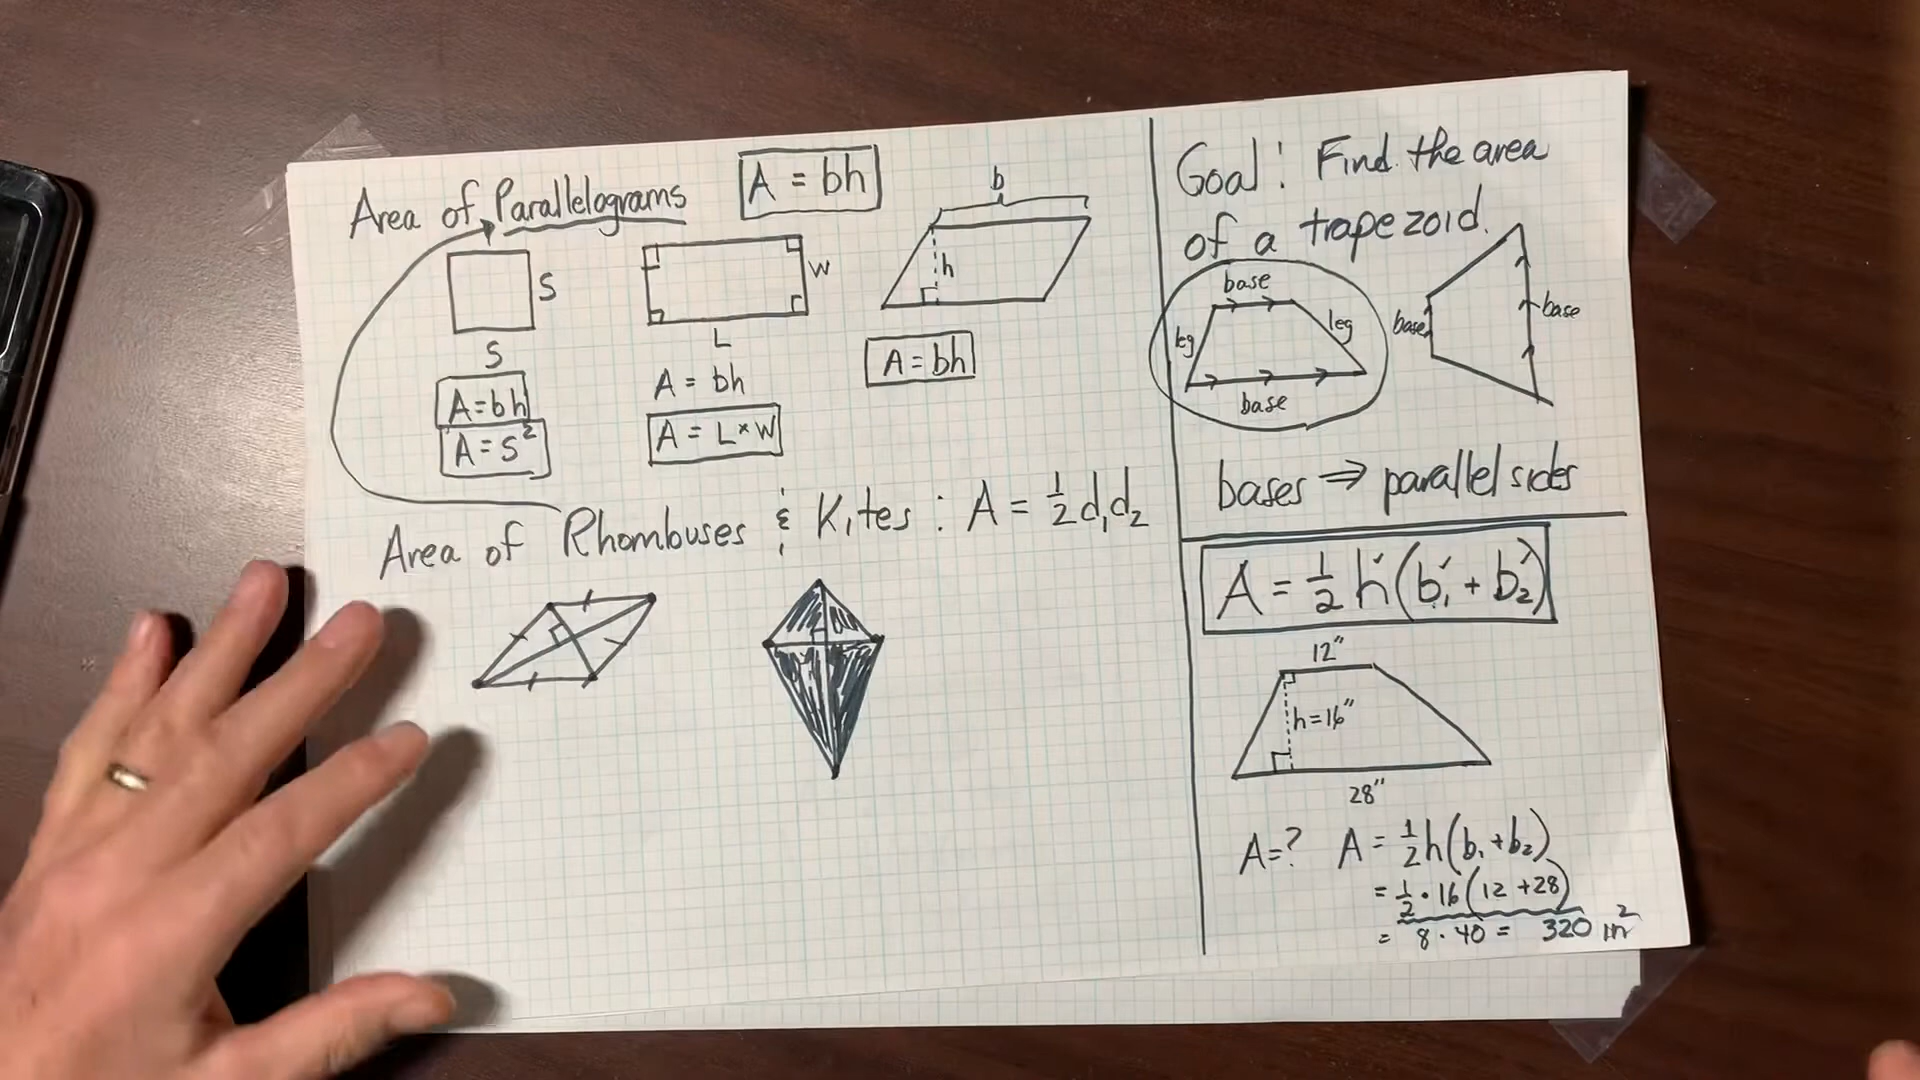 Area of Parallelograms
A = bh
b
h
S
S
W
L
A = bh
A = S²
A = bh
A = L × W
A = bh
Area of Rhombuses & Kites : A = ½d₁d₂
Goal: Find the area
of a trapezoid.
base
leg
leg
base
base
base
bases ⇒ parallel sides
A = ½ h (b₁ + b₂)
12"
h = 16"
28"
A = ? A = ½h(b₁ + b₂)
= ½ · 16 (12 + 28)
= 8 · 40 = 320 in²